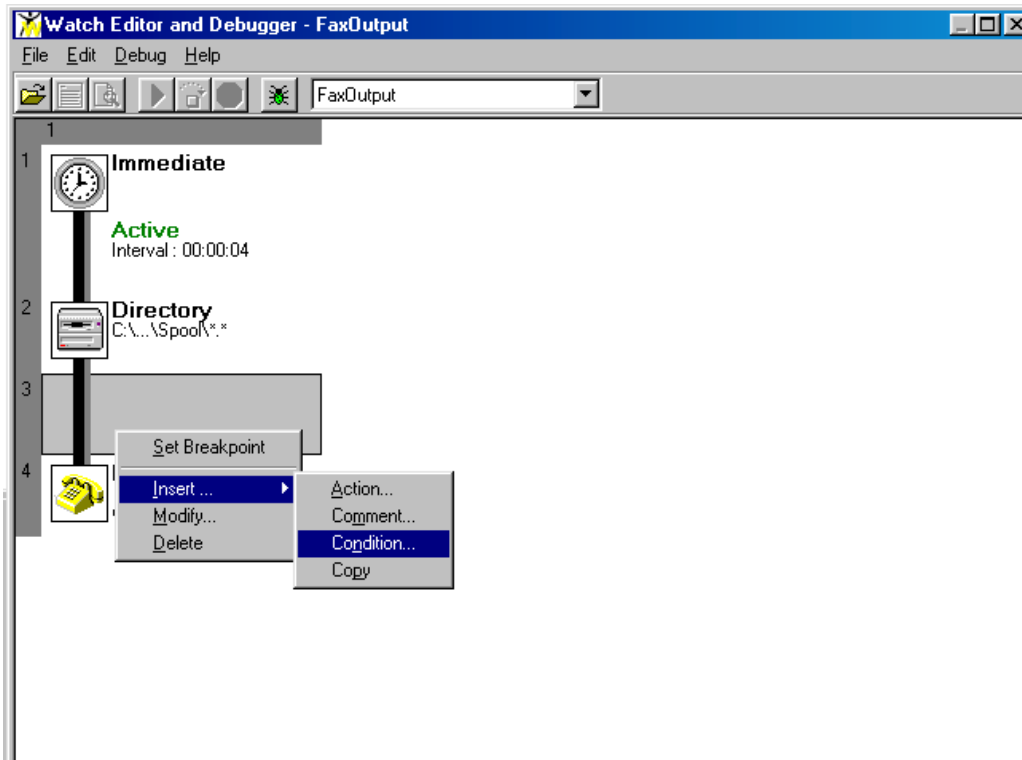 Watch Editor and Debugger - FaxOutput
File Edit Debug Help
FaxOutput
1
1
Immediate
Active
Interval : 00:00:04
2
Directory
C:\...\Spool\*.*
3
Set Breakpoint
4
Insert ...
Action...
Modify...
Comment...
Delete
Condition...
Copy